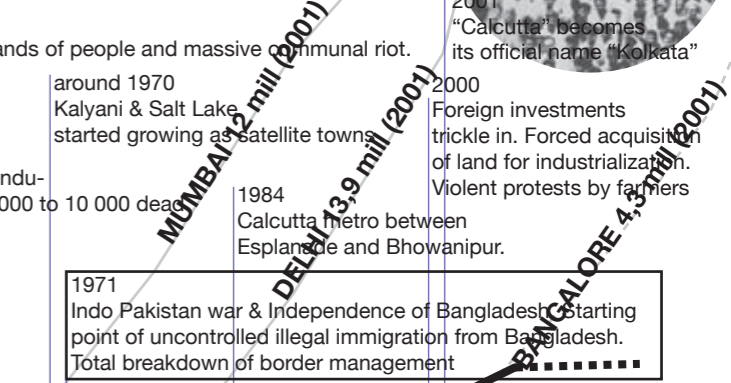 2001
“Calcutta” becomes
its official name “Kolkata”
ands of people and massive communal riot.
around 1970
Kalyani & Salt Lake
started growing as satellite towns
2000
Foreign investments
trickle in. Forced acquisition
of land for industrialization.
Violent protests by farmers
ndu-
000 to 10 000 dead
1984
Calcutta metro between
Esplanade and Bhowanipur.
1971
Indo Pakistan war & Independence of Bangladesh. Starting
point of uncontrolled illegal immigration from Bangladesh.
Total breakdown of border management
MUMBAI 12 mill (2001)
DELHI 13,9 mill (2001)
BANGALORE 4,3 mill (2001)